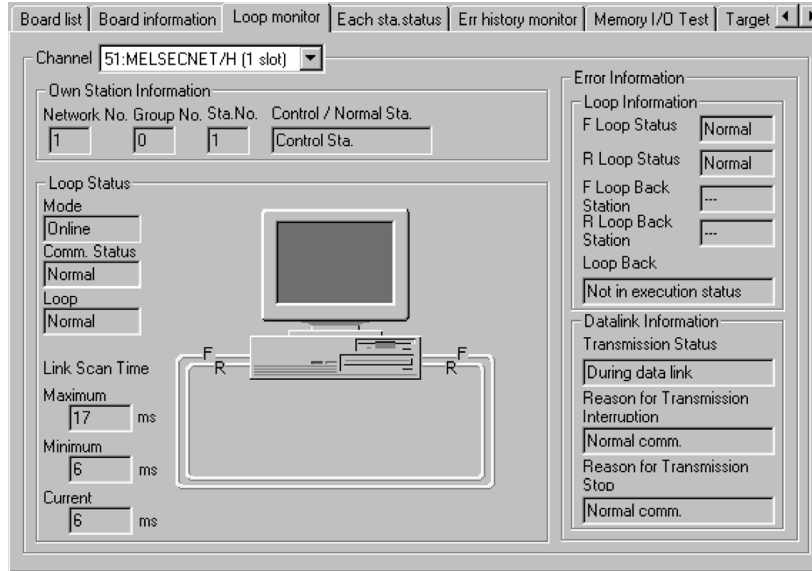 Board list Board information Loop monitor Each sta.status Err history monitor Memory I/O Test Target
Channel 51:MELSECNET/H (1 slot)
Own Station Information
Network No. Group No. Sta.No. Control / Normal Sta.
1 0 1 Control Sta.
Loop Status
Mode
Online
Comm. Status
Normal
Loop
Normal
F F
R R
Link Scan Time
Maximum
17 ms
Minimum
6 ms
Current
6 ms
Error Information
Loop Information
F Loop Status Normal
R Loop Status Normal
F Loop Back
Station ---
R Loop Back
Station ---
Loop Back
Not in execution status
Datalink Information
Transmission Status
During data link
Reason for Transmission
Interruption
Normal comm.
Reason for Transmission
Stop
Normal comm.